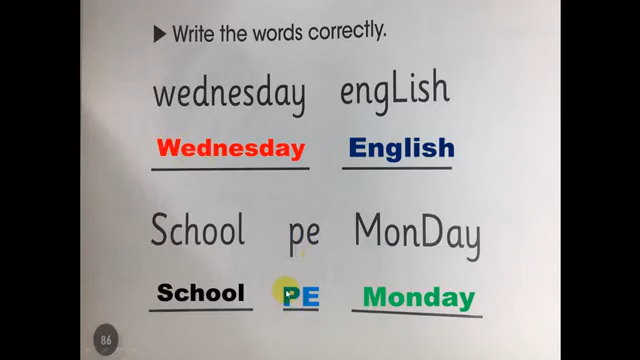 ▶ Write the words correctly.
wednesday engLish
Wednesday English
School pe MonDay
School PE Monday
86